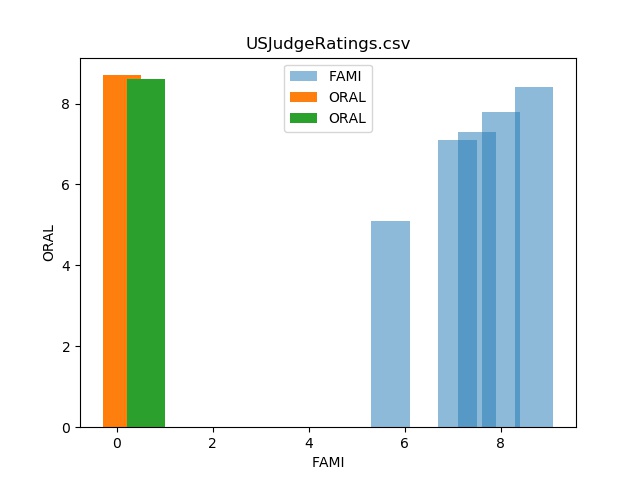 USJudgeRatings.csv
FAMI
ORAL
ORAL
ORAL
8
6
4
2
0
0 2 4 6 8
FAMI